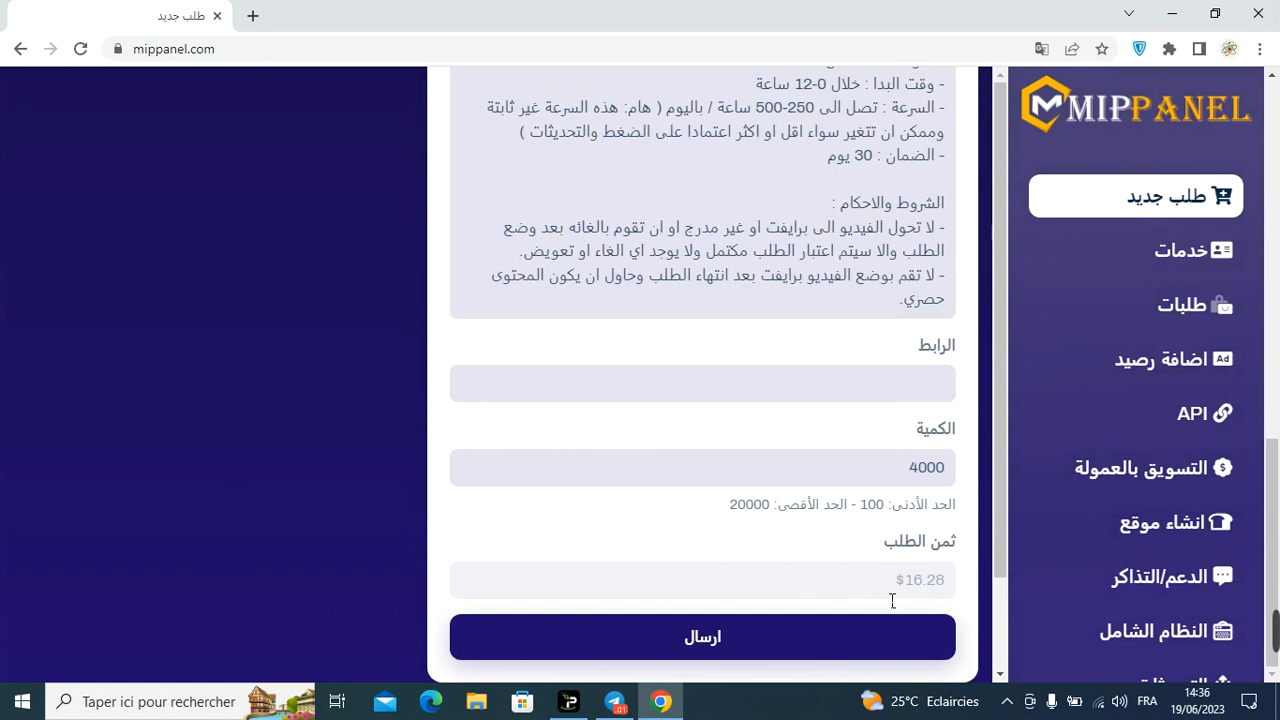 طلب جديد
mippanel.com
- وقت البدا : خلال 0-12 ساعة
- السرعة : تصل الى 250-500 ساعة / باليوم ( هام: هذه السرعة غير ثابتة
وممكن ان تتغير سواء اقل او اكثر اعتمادا على الضغط والتحديثات )
- الضمان : 30 يوم
الشروط والاحكام :
- لا تحول الفيديو الى برايفت او غير مدرج او ان تقوم بالغائه بعد وضع
الطلب والا سيتم اعتبار الطلب مكتمل ولا يوجد اي الغاء او تعويض.
- لا تقم بوضع الفيديو برايفت بعد انتهاء الطلب وحاول ان يكون المحتوى
حصري.
الرابط
الكمية
4000
الحد الأدنى: 100 - الحد الأقصى: 20000
ثمن الطلب
$16.28
ارسال
MIPPANEL
طلب جديد
خدمات
طلبات
اضافة رصيد
Ad
API
التسويق بالعمولة
انشاء موقع
الدعم/التذاكر
النظام الشامل
Taper ici pour rechercher
01
25°C Eclaircies
FRA
14:36
19/06/2023